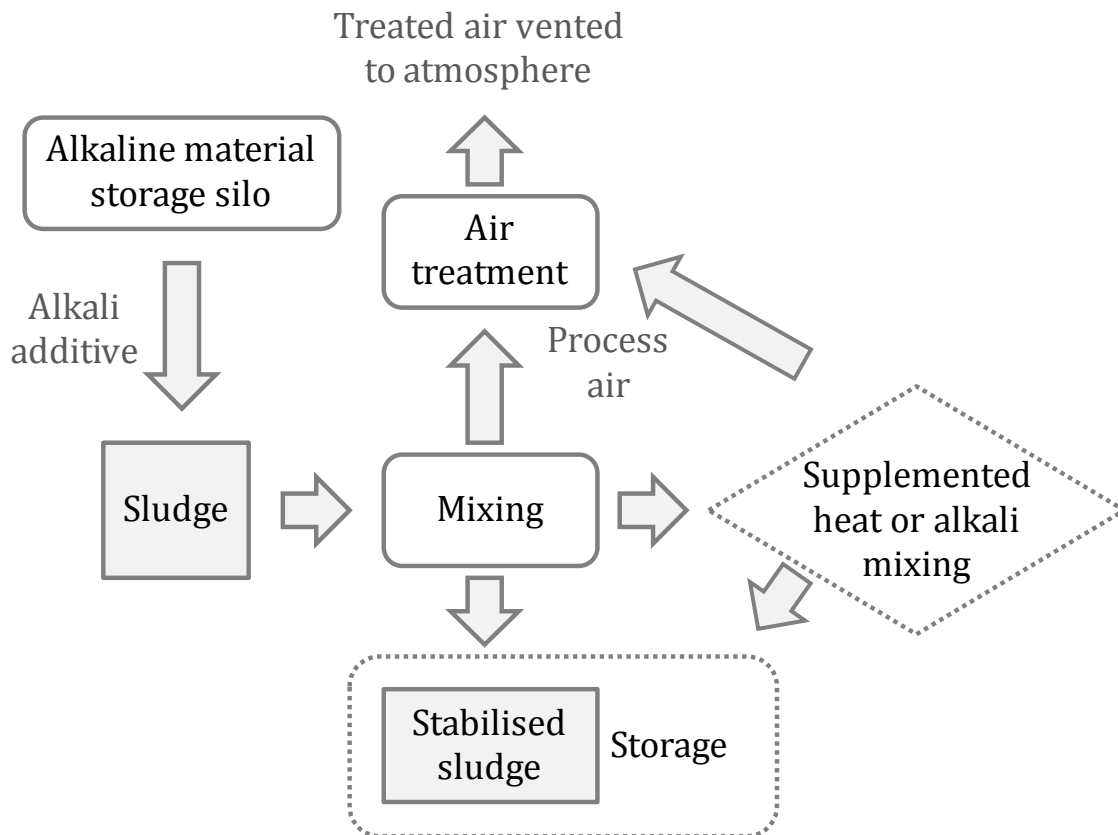 Treated air vented
to atmosphere
Alkaline material
storage silo
Air
treatment
Alkali
additive
Process
air
Sludge
Mixing
Supplemented
heat or alkali
mixing
Stabilised
sludge
Storage